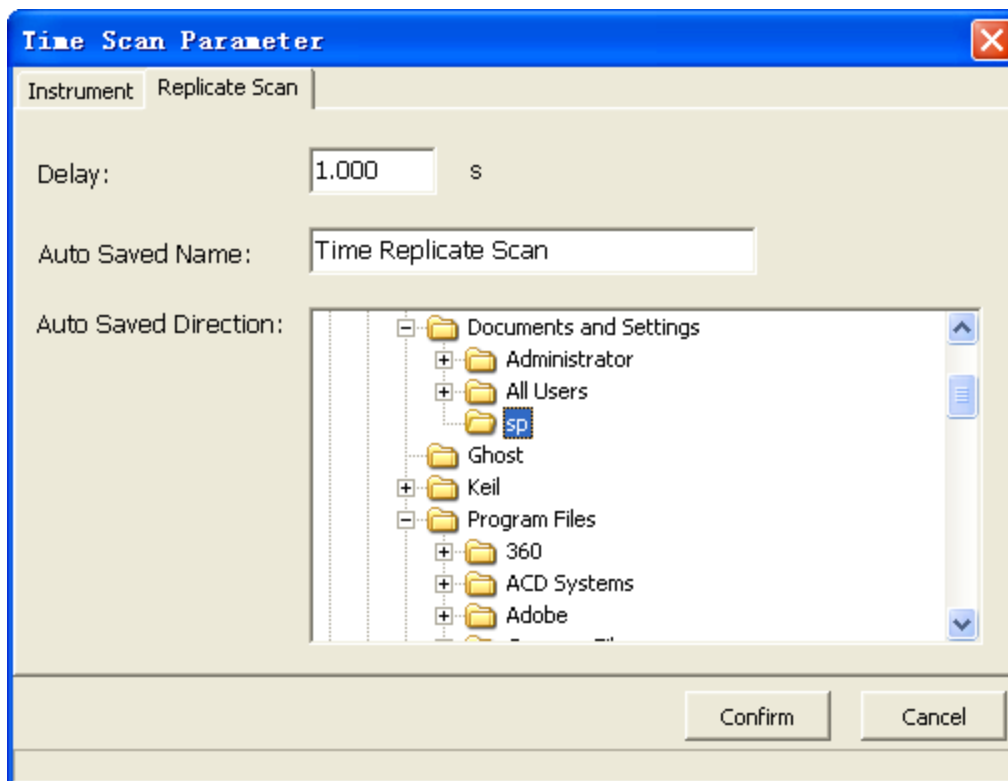 Time Scan Parameter
Instrument
Replicate Scan
Delay:
1.000
s
Auto Saved Name:
Time Replicate Scan
Auto Saved Direction:
Documents and Settings
Administrator
All Users
sp
Ghost
Keil
Program Files
360
ACD Systems
Adobe
Confirm
Cancel